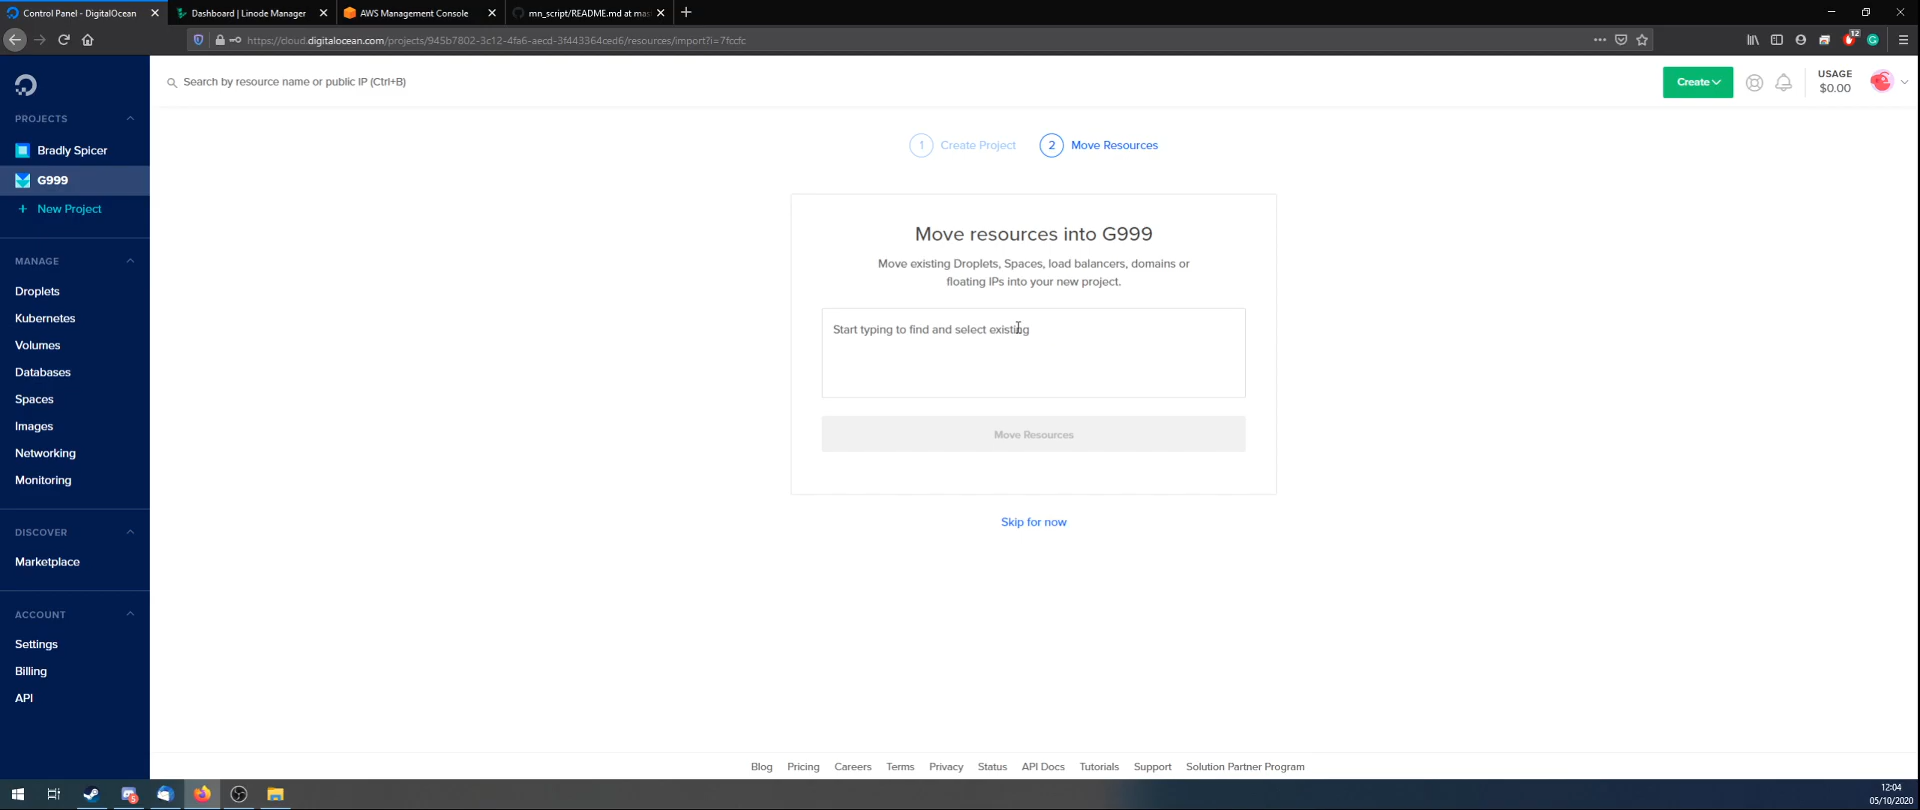 Control Panel - DigitalOcean
Dashboard | Linode Manager
AWS Management Console
mn_script/README.md at mas
https://cloud.digitalocean.com/projects/945b7802-3c12-4fa6-aecd-3f443364ced6/resources/import?i=7fccfc
12
Search by resource name or public IP (Ctrl+B)
Create
USAGE
$0.00
PROJECTS
Bradly Spicer
G999
+ New Project
MANAGE
Droplets
Kubernetes
Volumes
Databases
Spaces
Images
Networking
Monitoring
DISCOVER
Marketplace
ACCOUNT
Settings
Billing
API
1 Create Project
2 Move Resources
Move resources into G999
Move existing Droplets, Spaces, load balancers, domains or
floating IPs into your new project.
Start typing to find and select existing
Move Resources
Skip for now
Blog Pricing Careers Terms Privacy Status API Docs Tutorials Support Solution Partner Program
5
12:04
05/10/2020